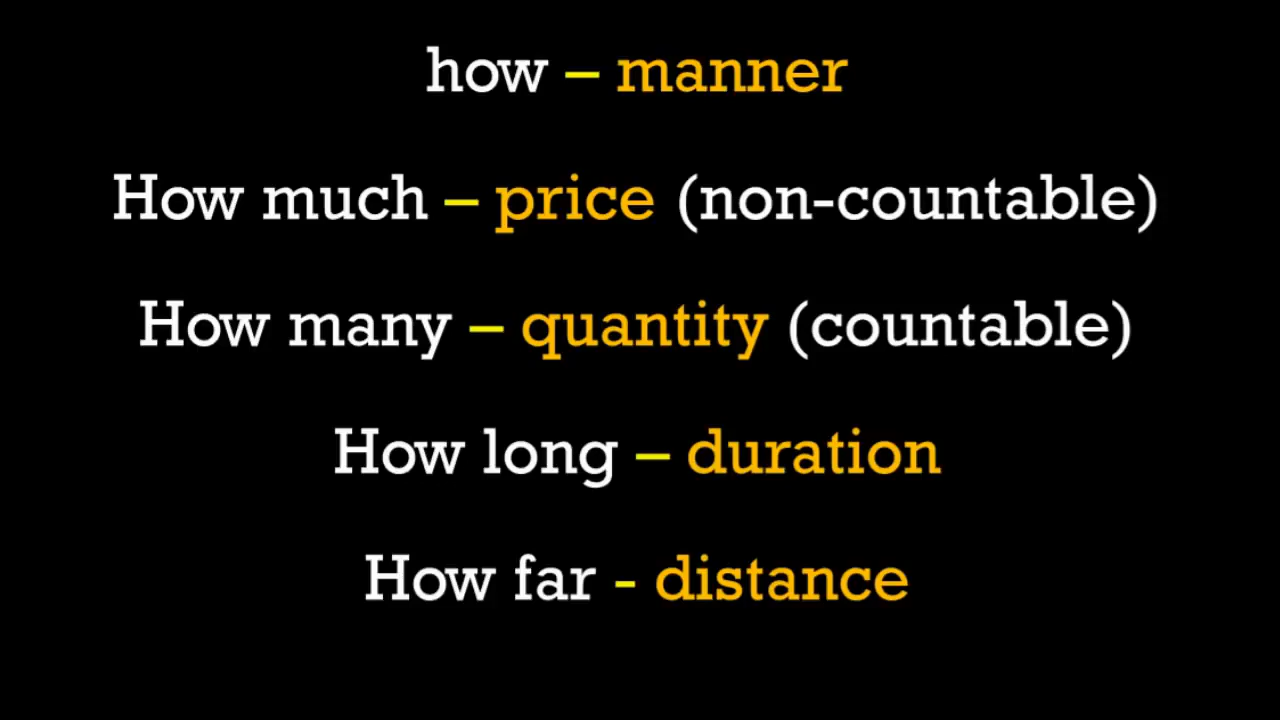 how – manner
How much – price (non-countable)
How many – quantity (countable)
How long – duration
How far - distance